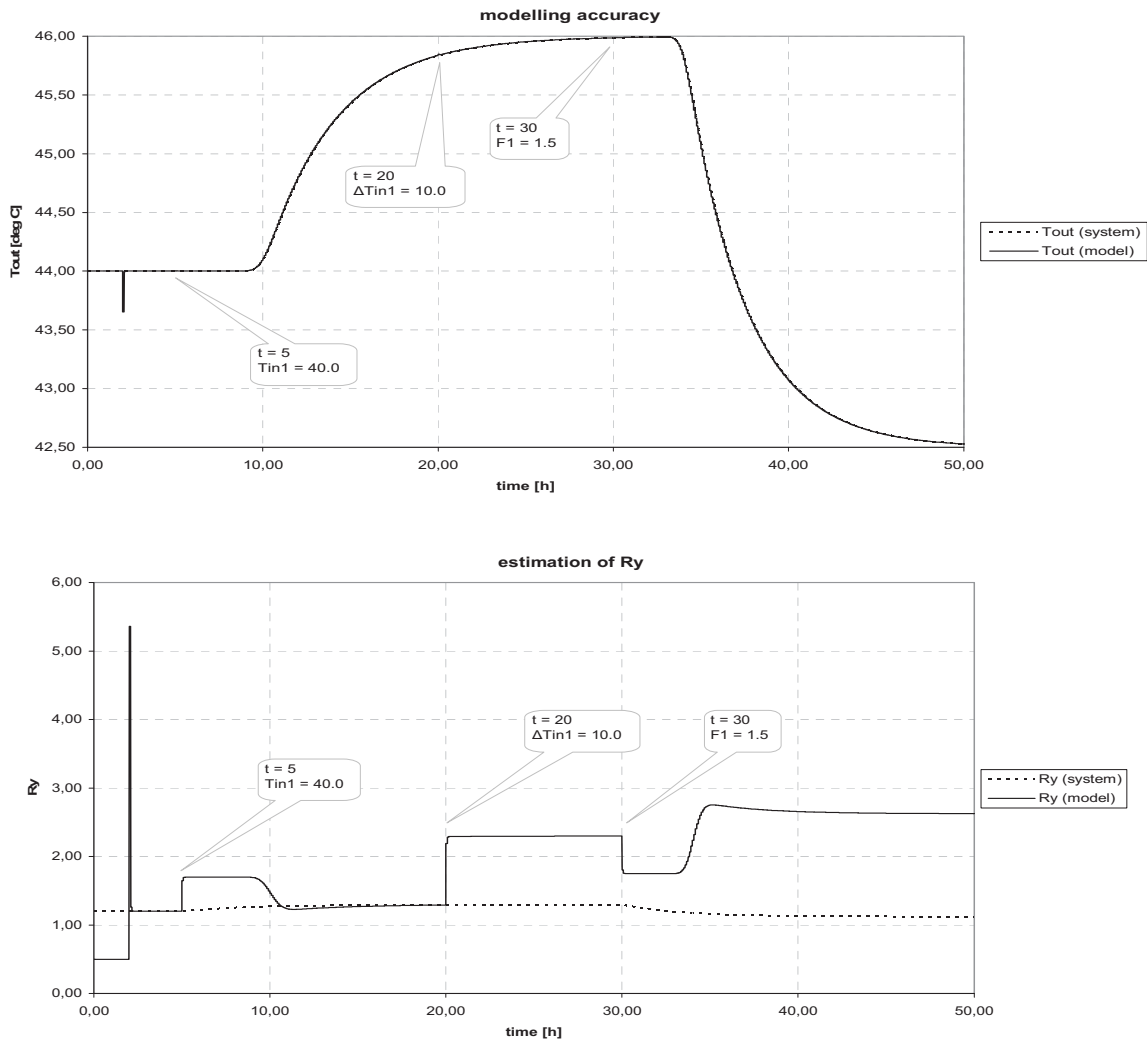 modelling accuracy
46,00
45,50
45,00
44,50
44,00
43,50
43,00
42,50
Tout [deg C]
t = 30
F1 = 1.5
t = 20
ΔTin1 = 10.0
t = 5
Tin1 = 40.0
Tout (system)
Tout (model)
0,00 10,00 20,00 30,00 40,00 50,00
time [h]
estimation of Ry
6,00
5,00
4,00
3,00
2,00
1,00
0,00
Ry
t = 20
ΔTin1 = 10.0
t = 30
F1 = 1.5
t = 5
Tin1 = 40.0
Ry (system)
Ry (model)
0,00 10,00 20,00 30,00 40,00 50,00
time [h]